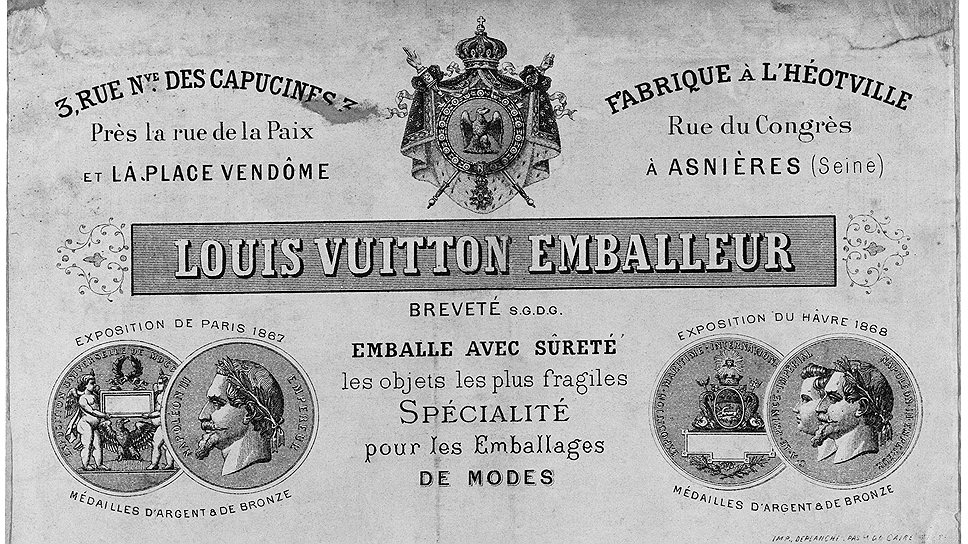 3, RUE Nve. DES CAPUCINES, 3
Près la rue de la Paix
ET LA PLACE VENDÔME
FABRIQUE À L'HÉOTVILLE
Rue du Congrès
À ASNIÈRES (Seine)
LOUIS VUITTON EMBALLEUR
BREVETÉ S.G.D.G.
EMBALLE AVEC SÛRETÉ
les objets les plus fragiles
SPÉCIALITÉ
pour les Emballages
DE MODES
EXPOSITION DE PARIS 1867
NAPOLEON III EMPEREUR
MÉDAILLES D'ARGENT & DE BRONZE
EXPOSITION DU HÂVRE 1868
MÉDAILLES D'ARGENT & DE BRONZE
IMP.